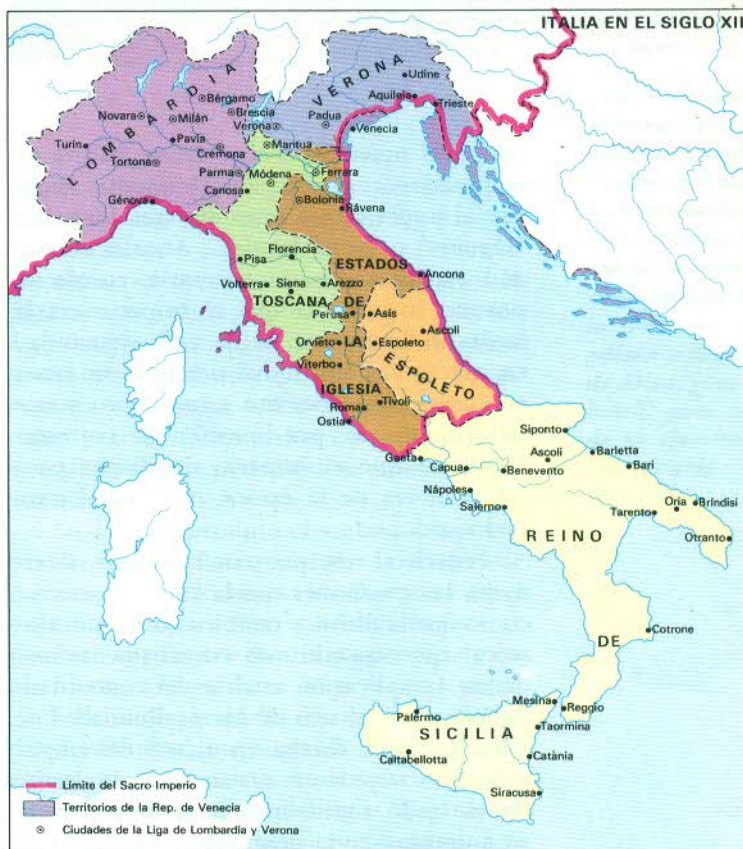 ITALIA EN EL SIGLO XII
LOMBARDIA
VERONA
Udine
Aquileia
Trieste
Bérgamo
Brescia
Novara
Milán
Verona
Padua
Venecia
Turín
Pavía
Mantua
Tortona
Cremona
Parma
Módena
Ferrara
Canosa
Bolonia
Génova
Rávena
Florencia
Pisa
ESTADOS
Ancona
Volterra
Siena
Arezzo
TOSCANA
DE
Perusa
Asís
Ascoli
Orvieto
LA
Espoleto
ESPOLETO
Viterbo
IGLESIA
Tívoli
Roma
Ostia
Siponto
Gaeta
Ascoli
Barletta
Capua
Benevento
Bari
Nápoles
Salerno
Oria
Bríndisi
Tarento
REINO
Otranto
DE
Cotrone
Mesina
Reggio
Palermo
SICILIA
Taormina
Caltabellotta
Catània
Siracusa
Límite del Sacro Imperio
Territorios de la Rep. de Venecia
Ciudades de la Liga de Lombardía y Verona